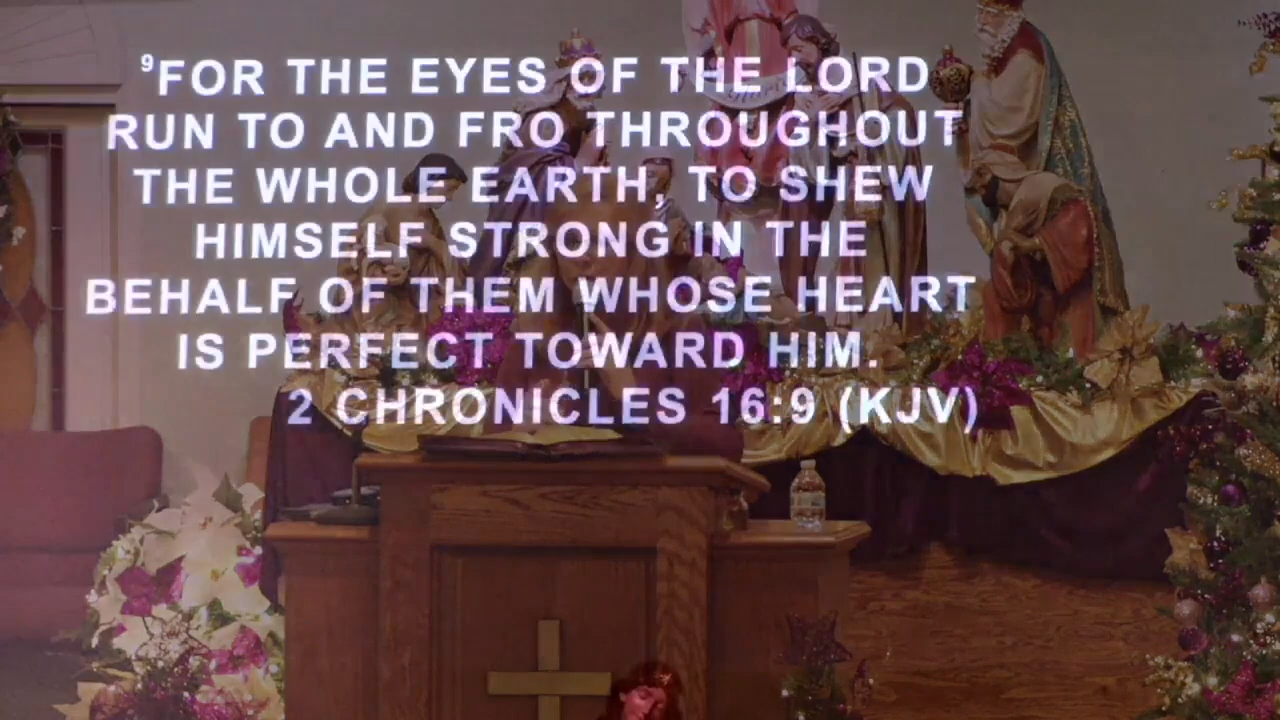 ⁹FOR THE EYES OF THE LORD
RUN TO AND FRO THROUGHOUT
THE WHOLE EARTH, TO SHEW
HIMSELF STRONG IN THE
BEHALF OF THEM WHOSE HEART
IS PERFECT TOWARD HIM.
2 CHRONICLES 16:9 (KJV)